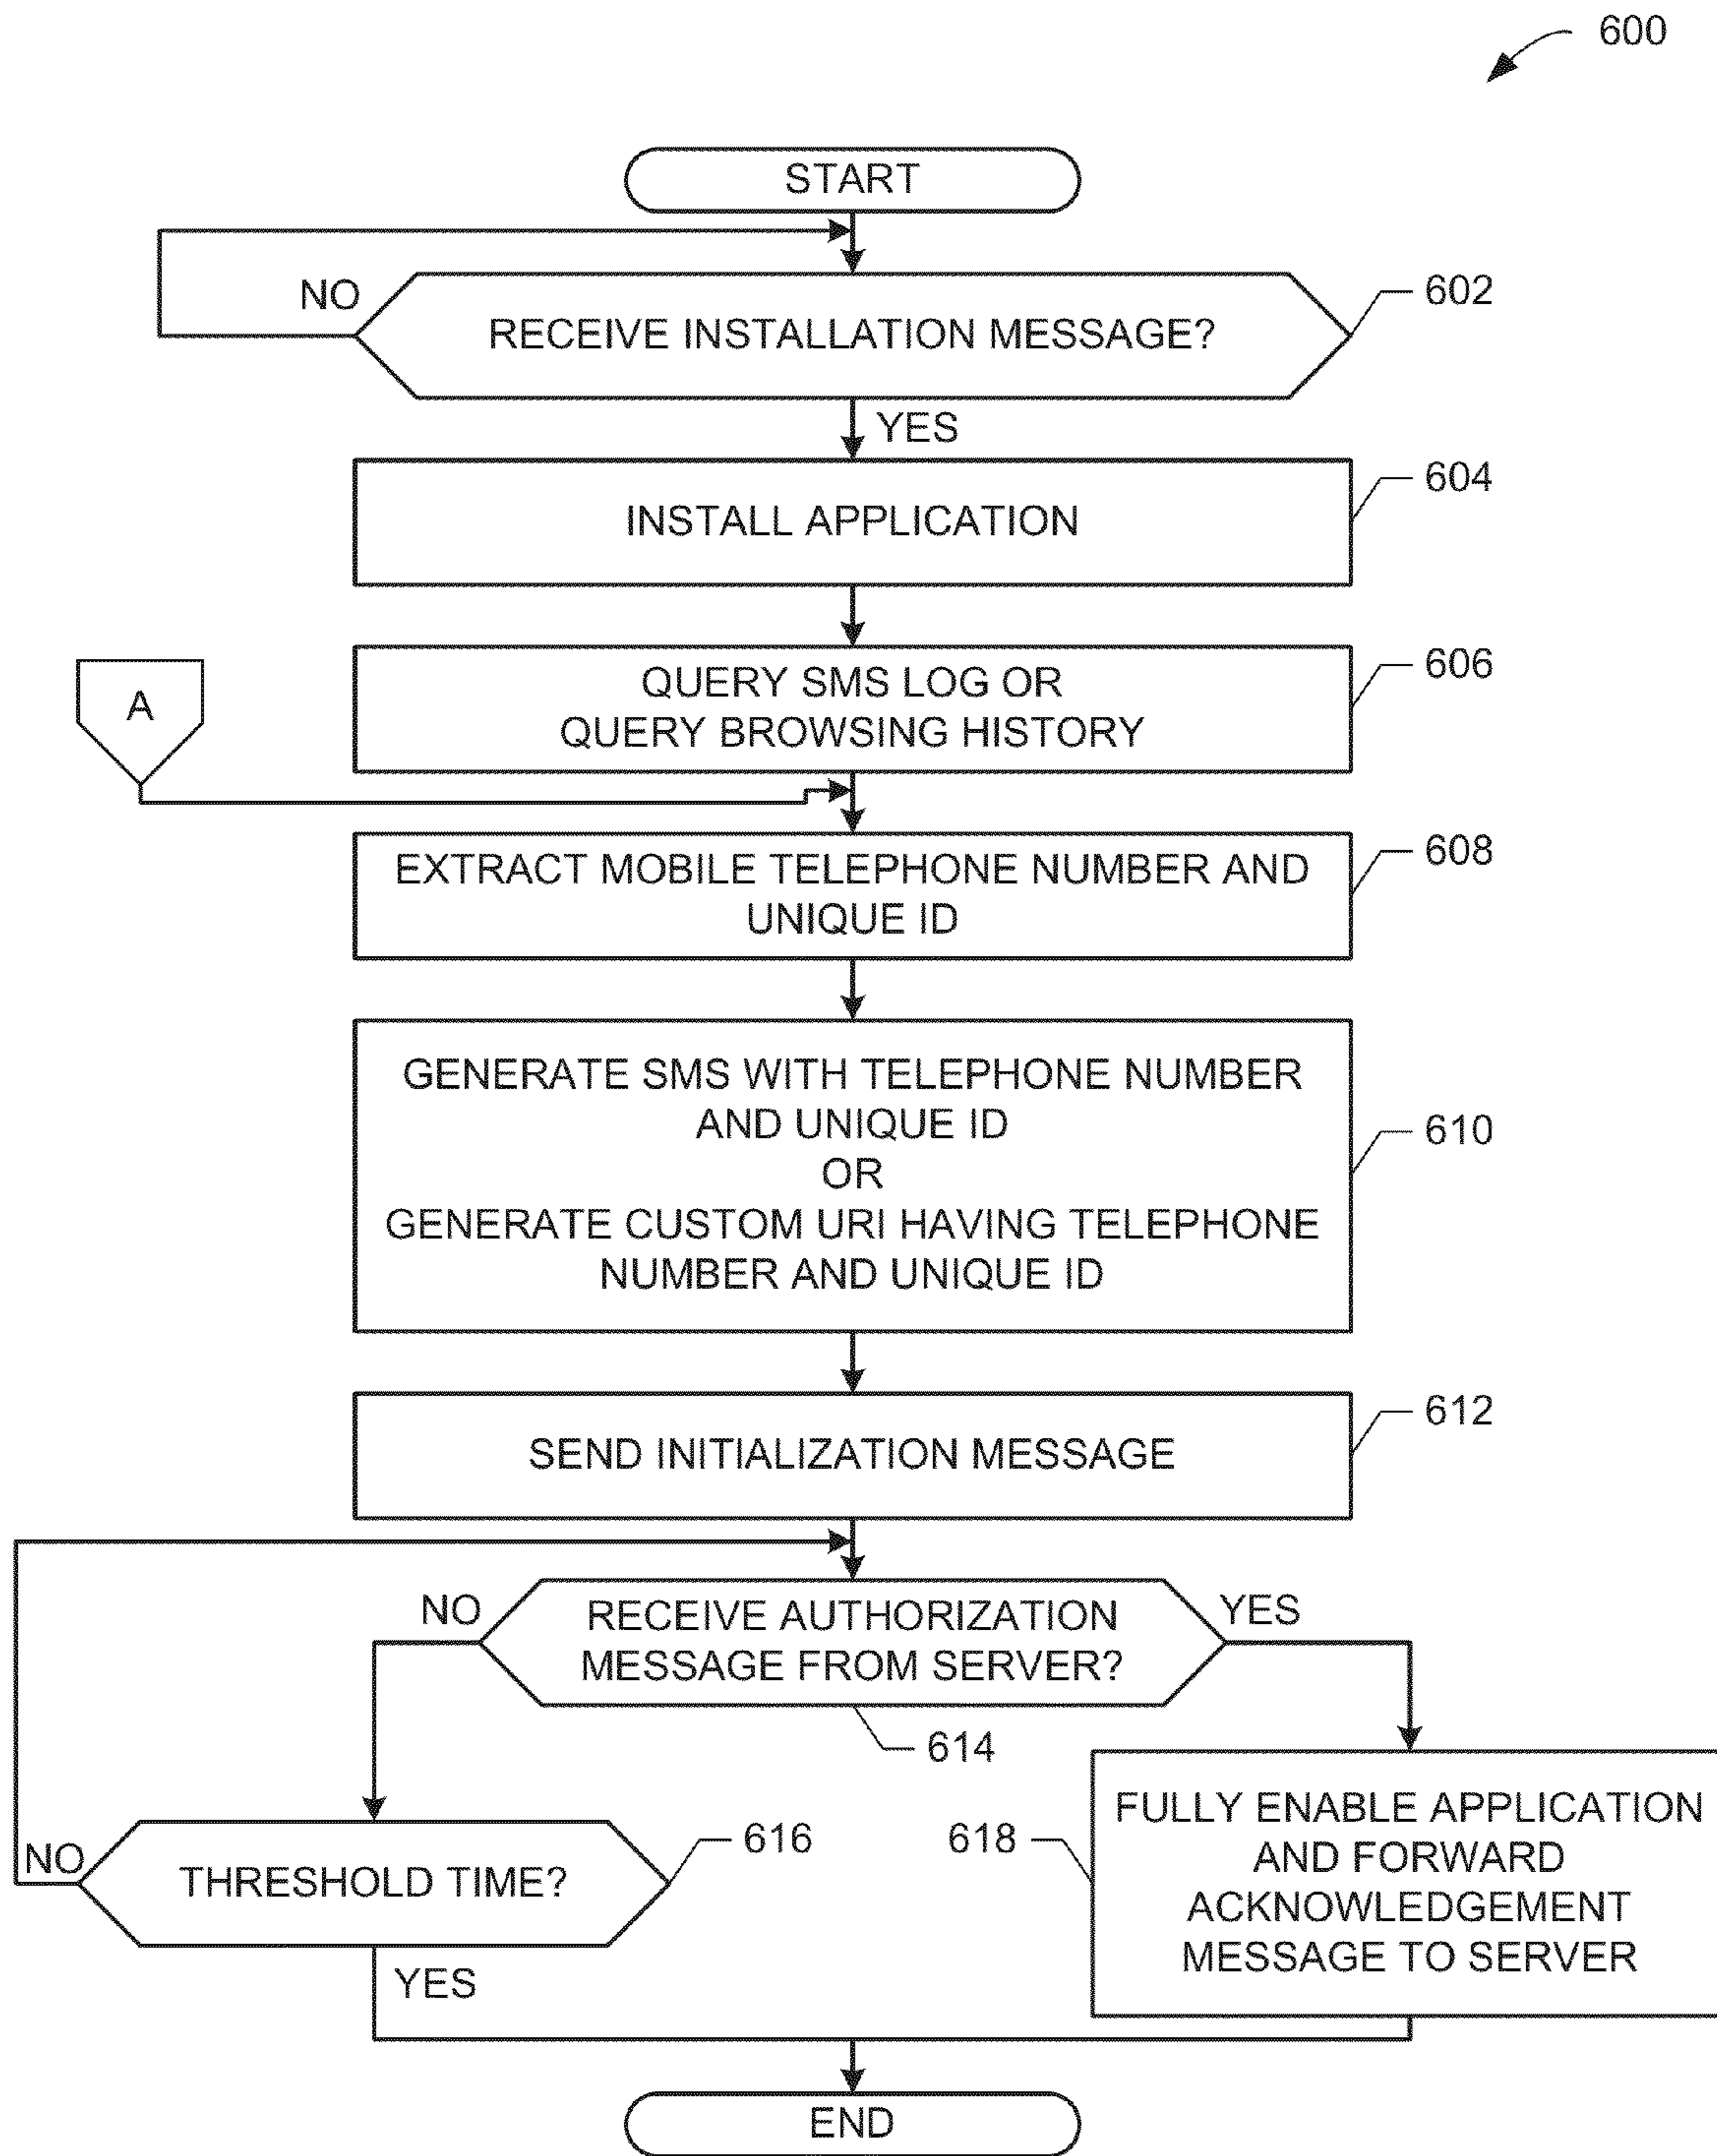 600
START
NO
RECEIVE INSTALLATION MESSAGE?
602
YES
INSTALL APPLICATION
604
QUERY SMS LOG OR
QUERY BROWSING HISTORY
606
A
EXTRACT MOBILE TELEPHONE NUMBER AND
UNIQUE ID
608
GENERATE SMS WITH TELEPHONE NUMBER
AND UNIQUE ID
OR
GENERATE CUSTOM URI HAVING TELEPHONE
NUMBER AND UNIQUE ID
610
SEND INITIALIZATION MESSAGE
612
NO
RECEIVE AUTHORIZATION
MESSAGE FROM SERVER?
YES
614
NO
THRESHOLD TIME?
616
YES
618
FULLY ENABLE APPLICATION
AND FORWARD
ACKNOWLEDGEMENT
MESSAGE TO SERVER
END